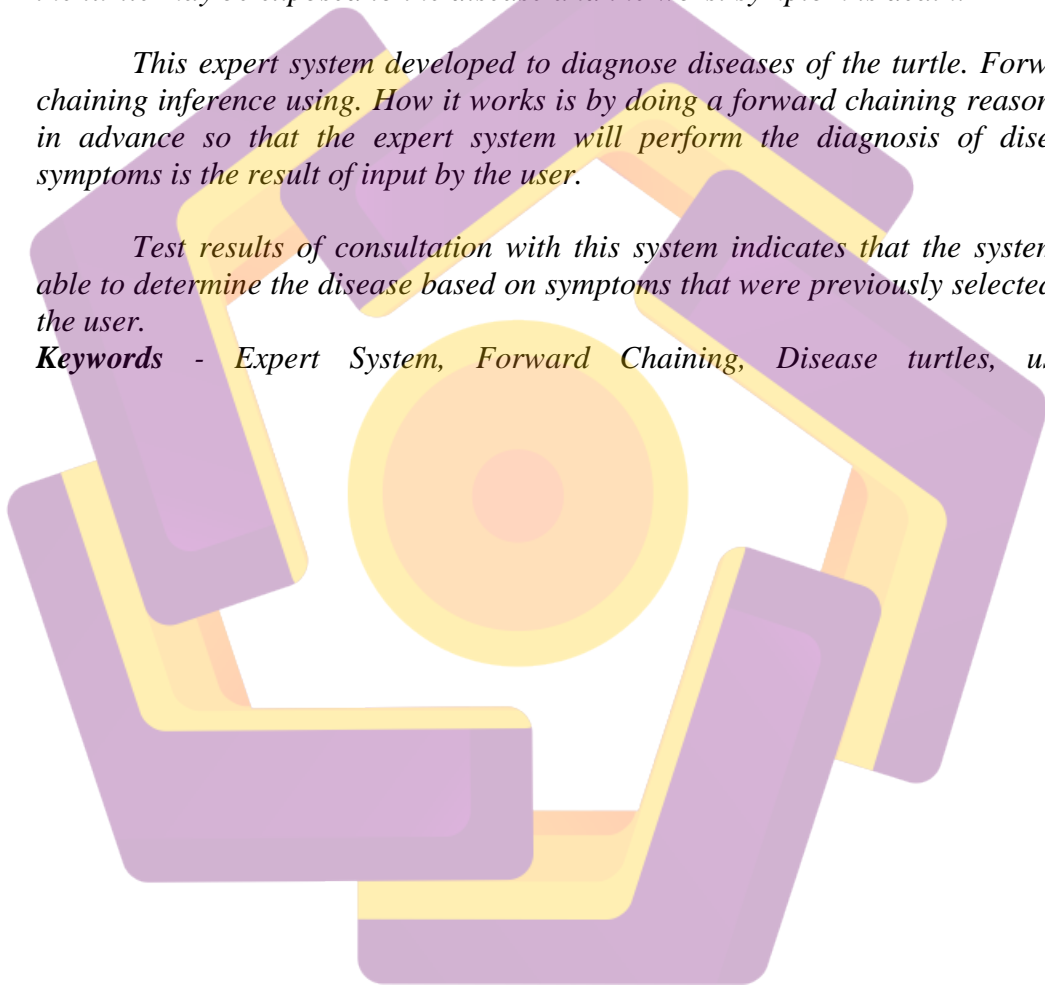 This expert system developed to diagnose diseases of the turtle. Forw
chaining inference using. How it works is by doing a forward chaining reason
in advance so that the expert system will perform the diagnosis of dise
symptoms is the result of input by the user.
Test results of consultation with this system indicates that the system
able to determine the disease based on symptoms that were previously selected
the user.
Keywords - Expert System, Forward Chaining, Disease turtles, us